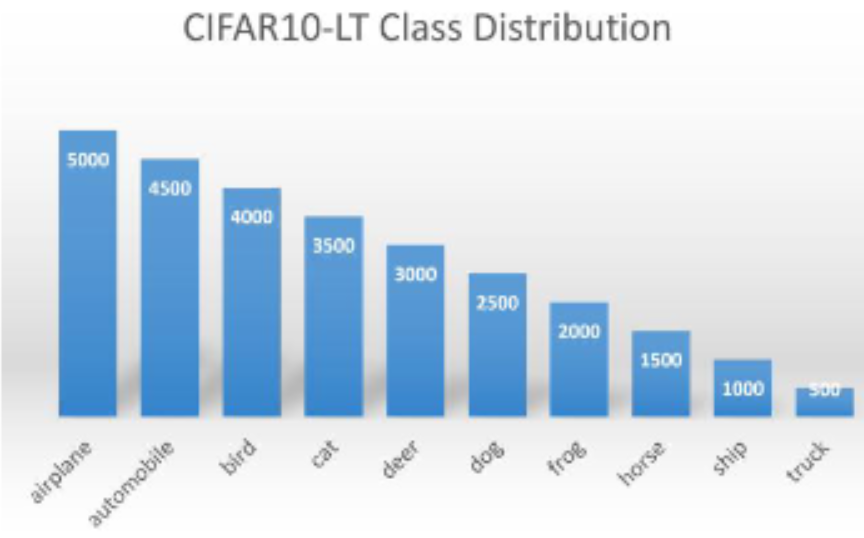 CIFAR10-LT Class Distribution
5000
4500
4000
3500
3000
2500
2000
1500
1000
500
airplane
automobile
bird
cat
deer
dog
frog
horse
ship
truck